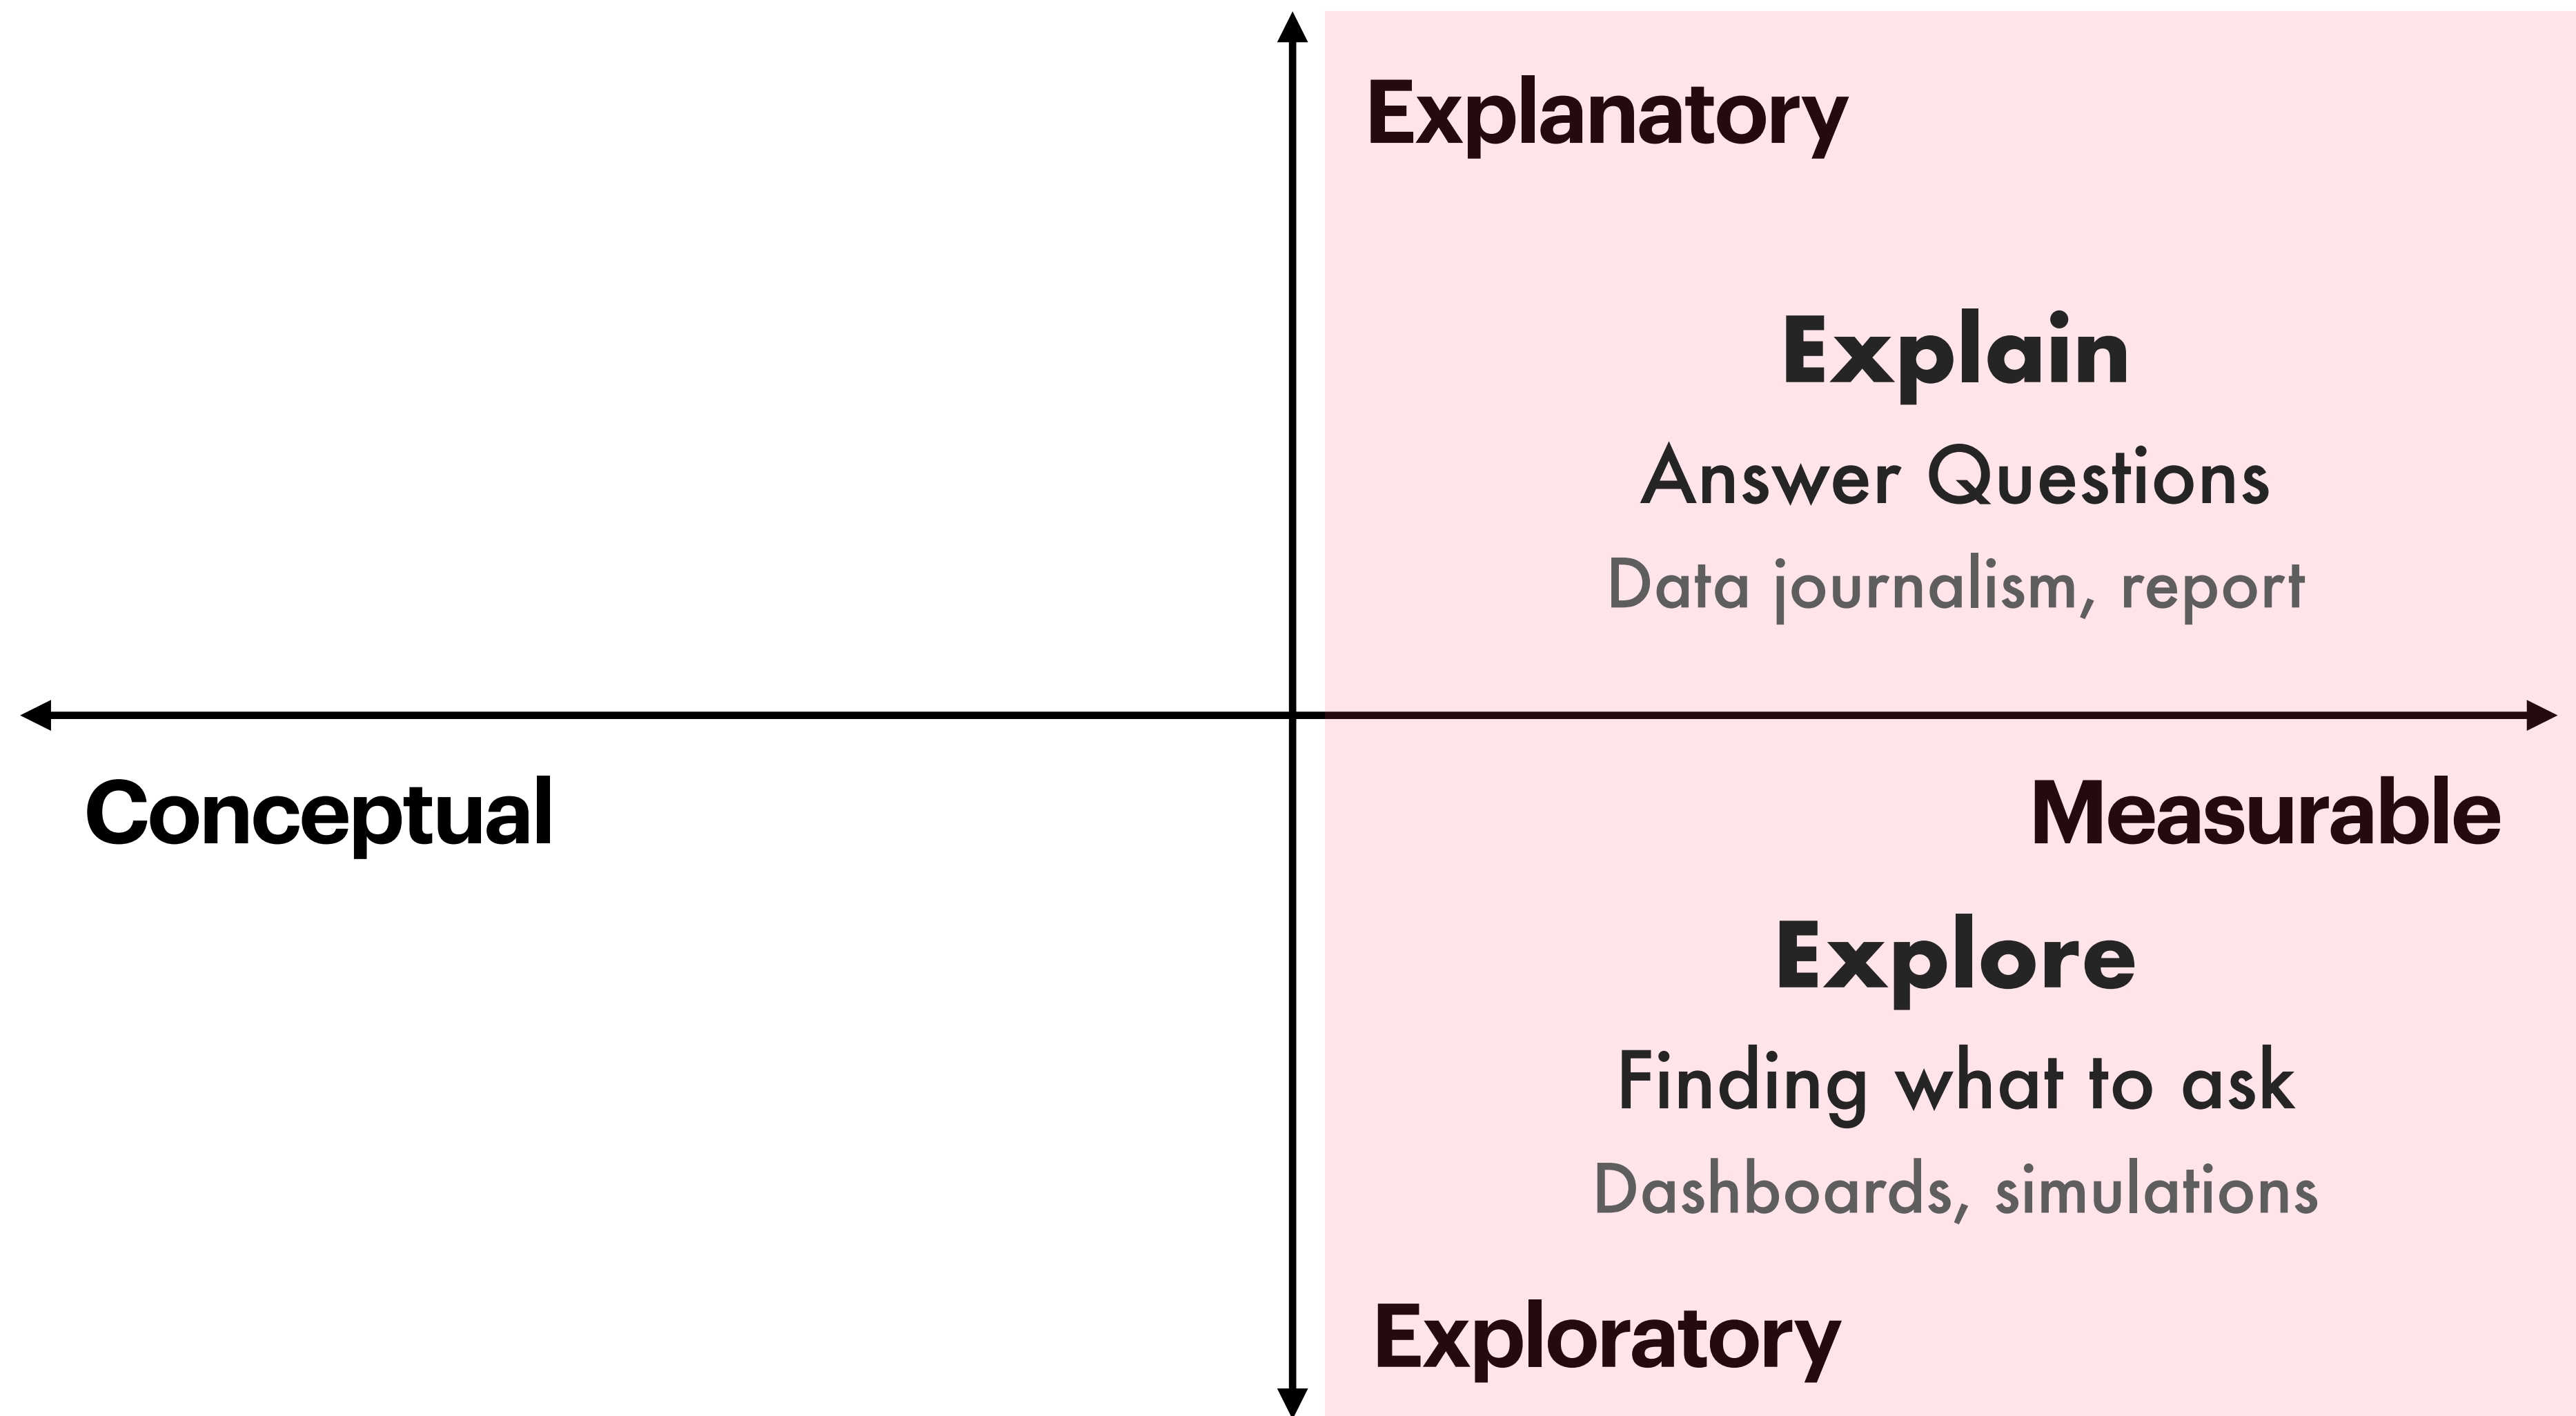 Explanatory
Explain
Answer Questions
Data journalism, report
Conceptual
Measurable
Explore
Finding what to ask
Dashboards, simulations
Exploratory